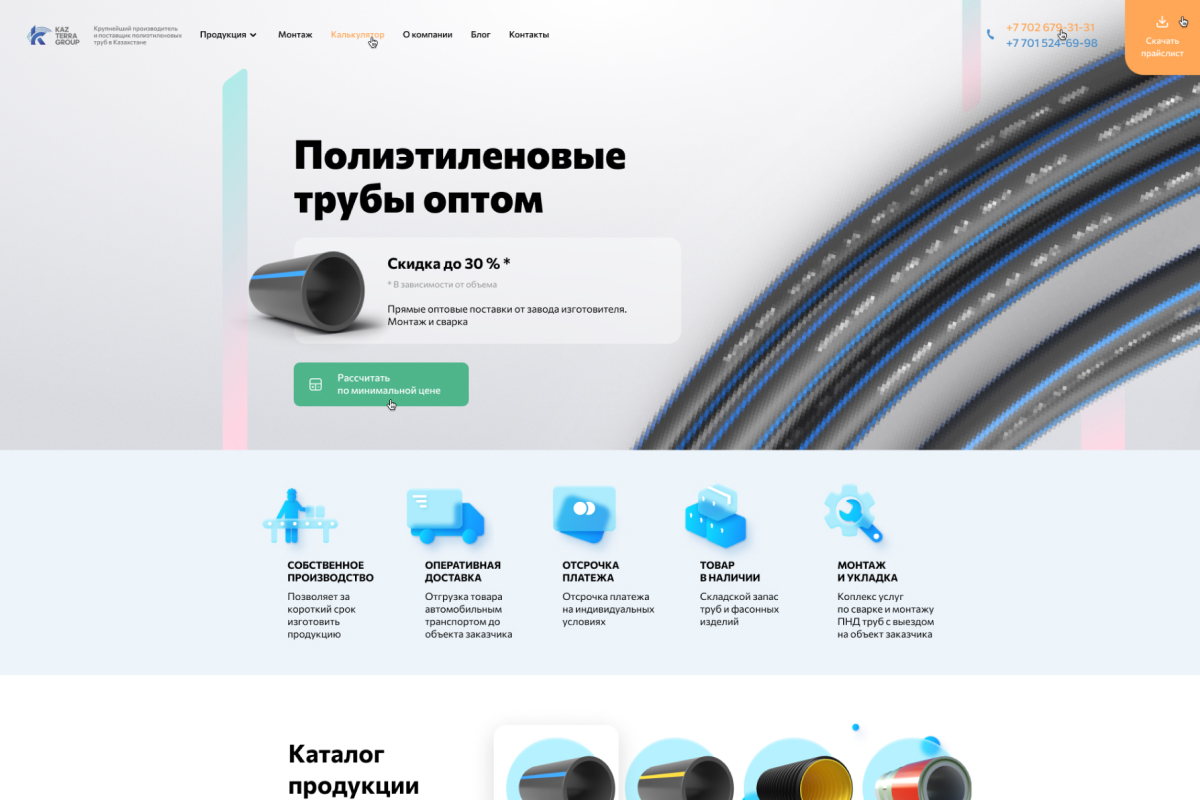 KAZ
TERRA
GROUP
Крупнейший производитель
и поставщик полиэтиленовых
труб в Казахстане
Продукция
Монтаж
Калькулятор
О компании
Блог
Контакты
+7 702 679-31-31
+7 701 524-69-98
Скачать
прайслист
Полиэтиленовые
трубы оптом
Скидка до 30 % *
* В зависимости от объема
Прямые оптовые поставки от завода изготовителя.
Монтаж и сварка
Рассчитать
по минимальной цене
СОБСТВЕННОЕ
ПРОИЗВОДСТВО
Позволяет за
короткий срок
изготовить
продукцию
ОПЕРАТИВНАЯ
ДОСТАВКА
Отгрузка товара
автомобильным
транспортом до
объекта заказчика
ОТСРОЧКА
ПЛАТЕЖА
Отсрочка платежа
на индивидуальных
условиях
ТОВАР
В НАЛИЧИИ
Складской запас
труб и фасонных
изделий
МОНТАЖ
И УКЛАДКА
Коплекс услуг
по сварке и монтажу
ПНД труб с выездом
на объект заказчика
Каталог
продукции